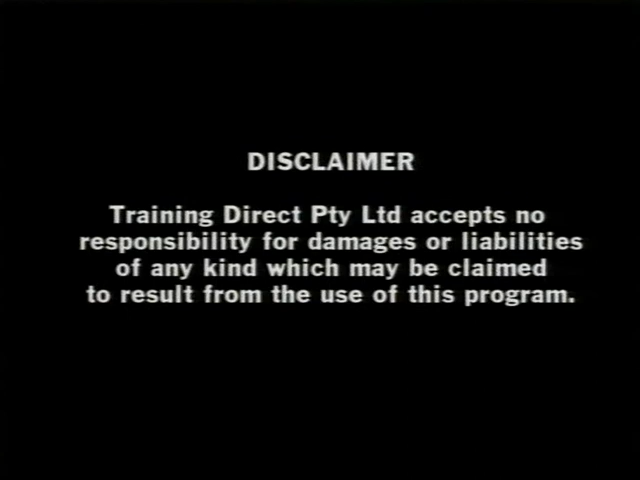 DISCLAIMER
Training Direct Pty Ltd accepts no
responsibility for damages or liabilities
of any kind which may be claimed
to result from the use of this program.